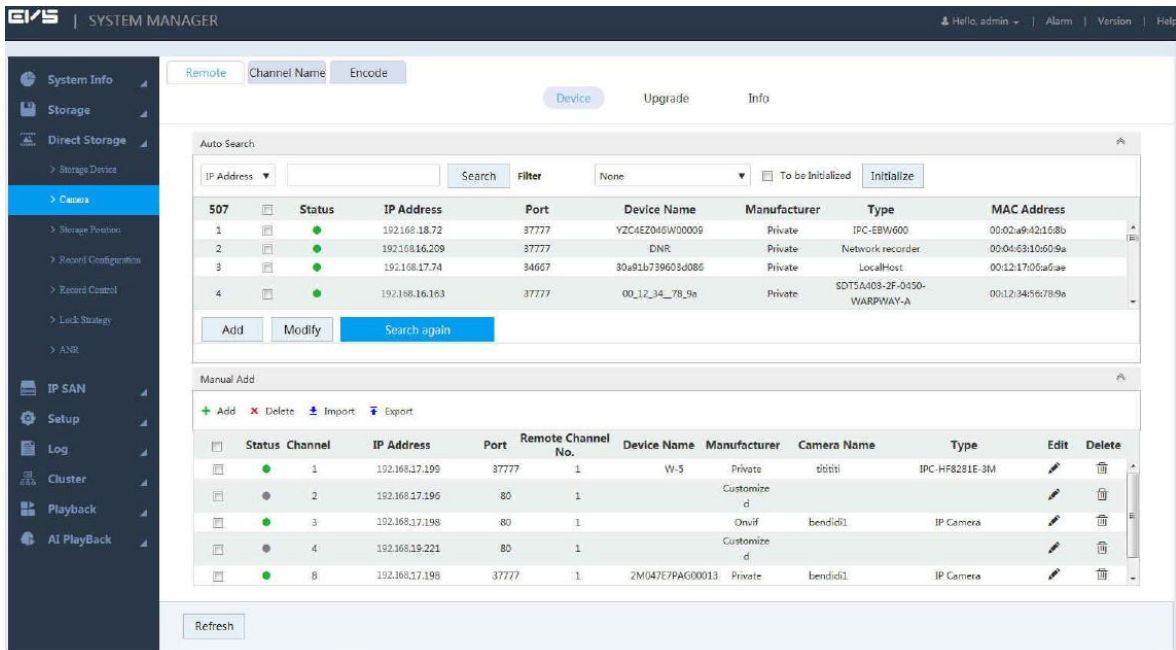 EVS | SYSTEM MANAGER
Hello, admin | Alarm | Version | Help
System Info
Storage
Direct Storage
> Storage Device
> Camera
> Storage Position
> Record Configuration
> Record Control
> Lock Strategy
> ANR
IP SAN
Setup
Log
Cluster
Playback
AI PlayBack
Remote Channel Name Encode
Device Upgrade Info
Auto Search
IP Address Search Filter None To be Initialized Initialize
507 Status IP Address Port Device Name Manufacturer Type MAC Address
1 192.168.18.72 37777 YZC4EZ046W00009 Private IPC-EBW600 00:02:a9:42:16:8b
2 192.168.16.209 37777 DNR Private Network recorder 00:04:63:10:60:9a
3 192.168.17.74 34667 30a91b739603d086 Private LocalHost 00:12:17:06:a6:ae
4 192.168.16.163 37777 00_12_34__78_9a Private SDT5A403-2F-0450-WARPWAY-A 00:12:34:56:78:9a
Add Modify Search again
Manual Add
+ Add × Delete Import Export
Status Channel IP Address Port Remote Channel No. Device Name Manufacturer Camera Name Type Edit Delete
1 192.168.17.199 37777 1 W-5 Private tititi IPC-HF8281E-3M
2 192.168.17.196 80 1 Customized
3 192.168.17.198 80 1 Onvif bendidi1 IP Camera
4 192.168.19.221 80 1 Customized
8 192.168.17.198 37777 1 2M047E7PAG00013 Private bendidi1 IP Camera
Refresh